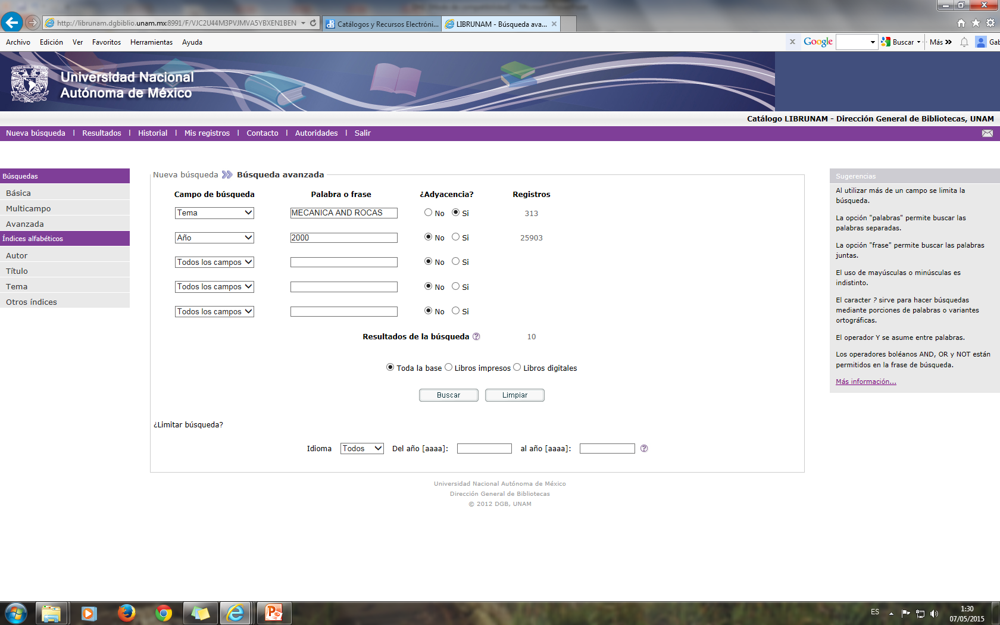 http://librunam.dgbiblio.unam.mx:8991/F/VJC2U44M3PVJMVA5YBXEN1BEN
Catálogos y Recursos Electróni...
LIBRUNAM - Búsqueda ava...
Archivo Edición Ver Favoritos Herramientas Ayuda
x Google Buscar Más » Gab
Universidad Nacional
Autónoma de México
Catálogo LIBRUNAM - Dirección General de Bibliotecas, UNAM
Nueva búsqueda | Resultados | Historial | Mis registros | Contacto | Autoridades | Salir
Búsquedas
Básica
Multicampo
Avanzada
Índices alfabéticos
Autor
Título
Tema
Otros índices
Nueva búsqueda Búsqueda avanzada
Campo de búsqueda Palabra o frase ¿Adyacencia? Registros
Tema MECANICA AND ROCAS No Si 313
Año 2000 No Si 25903
Todos los campos No Si
Todos los campos No Si
Todos los campos No Si
Resultados de la búsqueda ? 10
Toda la base Libros impresos Libros digitales
Buscar Limpiar
¿Limitar búsqueda?
Idioma Todos Del año [aaaa]: al año [aaaa]: ?
Universidad Nacional Autónoma de México
Dirección General de Bibliotecas
© 2012 DGB, UNAM
Sugerencias
Al utilizar más de un campo se limita la
búsqueda.
La opción "palabras" permite buscar las
palabras separadas.
La opción "frase" permite buscar las palabras
juntas.
El uso de mayúsculas o minúsculas es
indistinto.
El caracter ? sirve para hacer búsquedas
mediante porciones de palabras o variantes
ortográficas.
El operador Y se asume entre palabras.
Los operadores boléanos AND, OR y NOT están
permitidos en la frase de búsqueda.
Más información...
ES
1:30
07/05/2015